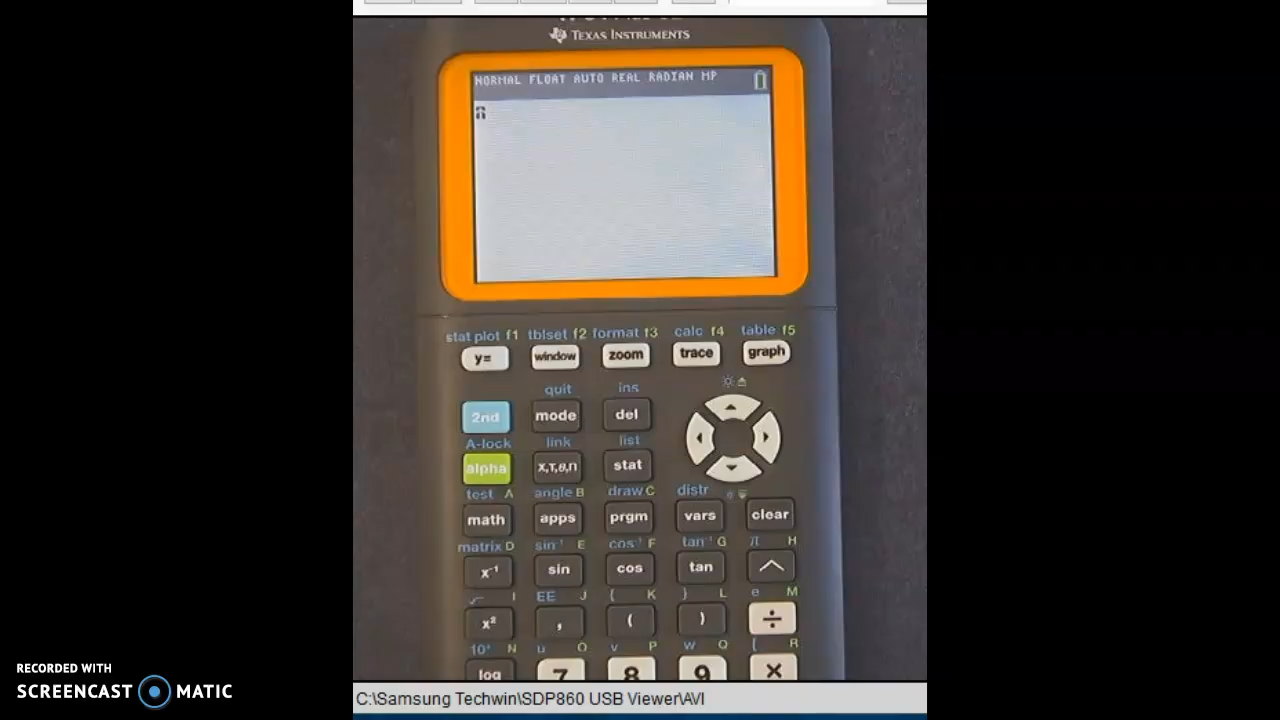 TEXAS INSTRUMENTS
NORMAL FLOAT AUTO REAL RADIAN MP
stat plot f1 tblset f2 format f3 calc f4 table f5
y= window zoom trace graph
quit ins
2nd mode del
A-lock link list
alpha X,T,θ,n stat
test A angle B draw C distr
math apps prgm vars clear
matrix D sin⁻¹ E cos⁻¹ F tan⁻¹ G π H
x⁻¹ sin cos tan ^
√ I EE J { K } L e M
x² , ( ) ÷
10ˣ N u O v P w Q [ R
log 7 8 9 ×
RECORDED WITH
SCREENCAST MATIC
C:\Samsung Techwin\SDP860 USB Viewer\AVI